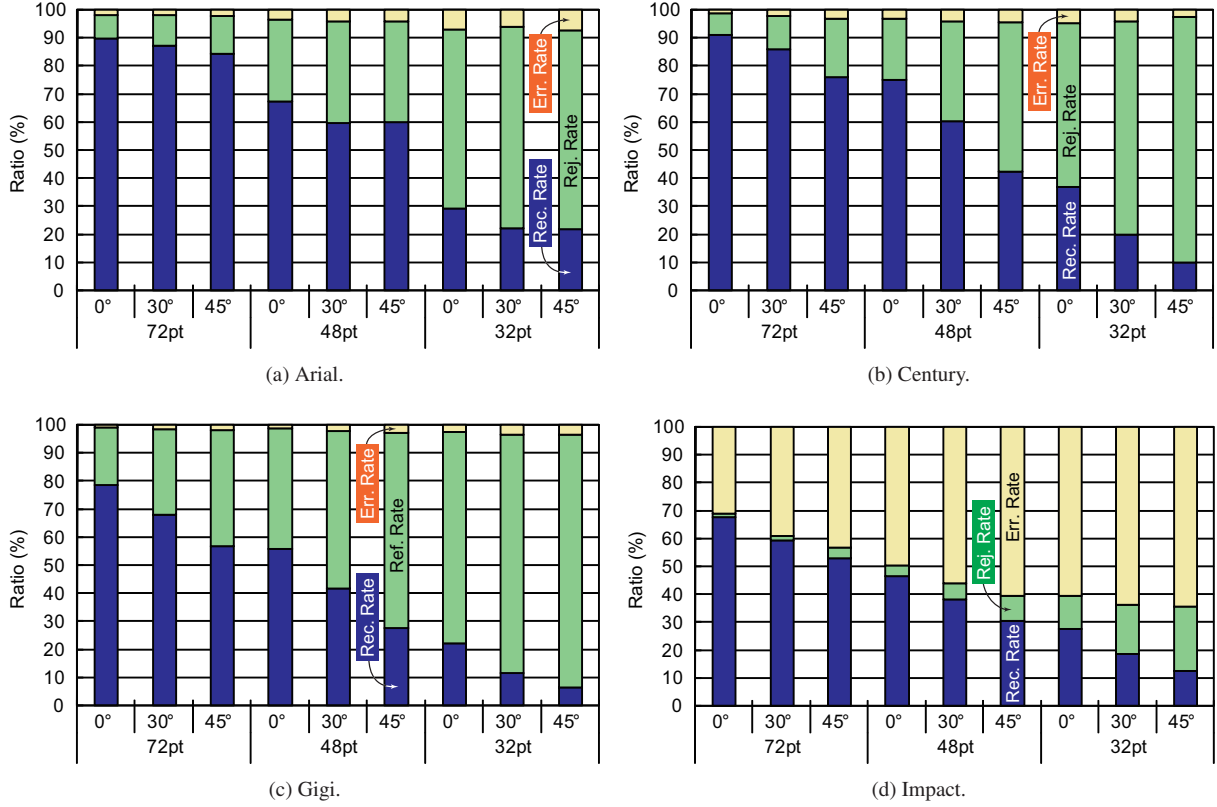 Ratio (%)
100
90
80
70
60
50
40
30
20
10
0
Err. Rate
Rej. Rate
Rec. Rate
0° 30° 45° 0° 30° 45° 0° 30° 45°
72pt 48pt 32pt
(a) Arial.
Ratio (%)
100
90
80
70
60
50
40
30
20
10
0
Err. Rate
Rej. Rate
Rec. Rate
0° 30° 45° 0° 30° 45° 0° 30° 45°
72pt 48pt 32pt
(b) Century.
Ratio (%)
100
90
80
70
60
50
40
30
20
10
0
Err. Rate
Ref. Rate
Rec. Rate
0° 30° 45° 0° 30° 45° 0° 30° 45°
72pt 48pt 32pt
(c) Gigi.
Ratio (%)
100
90
80
70
60
50
40
30
20
10
0
Err. Rate
Rej. Rate
Rec. Rate
0° 30° 45° 0° 30° 45° 0° 30° 45°
72pt 48pt 32pt
(d) Impact.